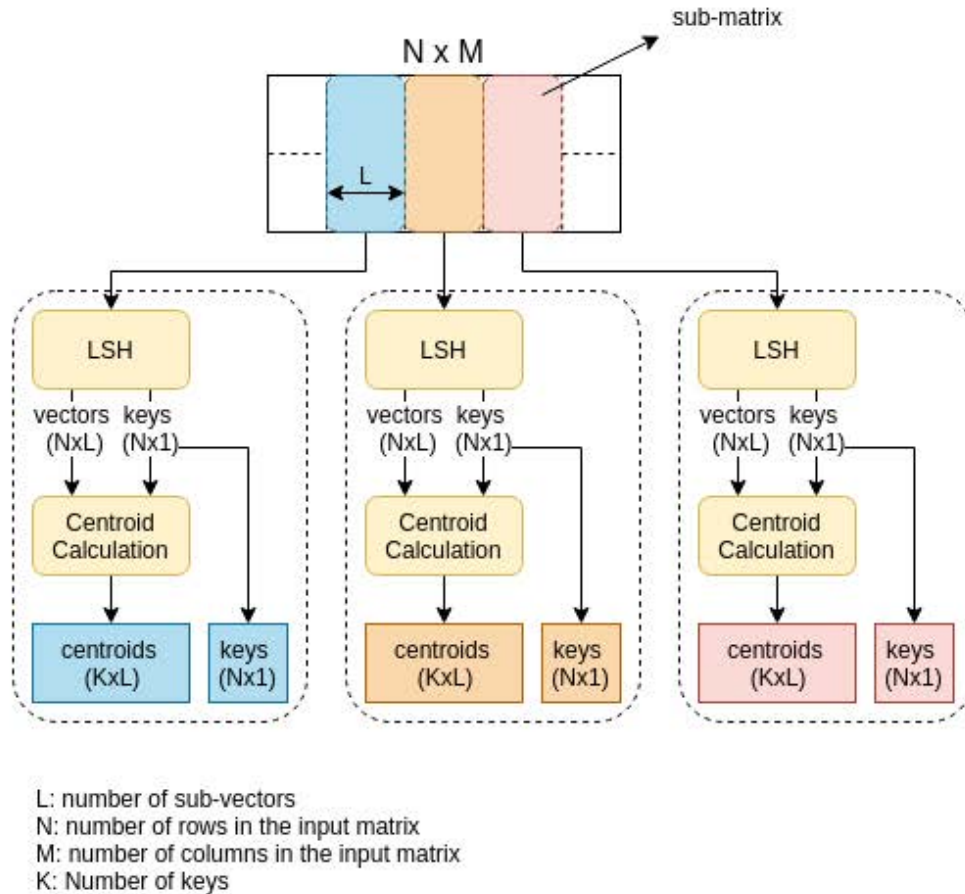 sub-matrix
N x M
L
LSH
vectors
(NxL)
keys
(Nx1)
Centroid
Calculation
centroids
(KxL)
keys
(Nx1)
LSH
vectors
(NxL)
keys
(Nx1)
Centroid
Calculation
centroids
(KxL)
keys
(Nx1)
LSH
vectors
(NxL)
keys
(Nx1)
Centroid
Calculation
centroids
(KxL)
keys
(Nx1)
L: number of sub-vectors
N: number of rows in the input matrix
M: number of columns in the input matrix
K: Number of keys